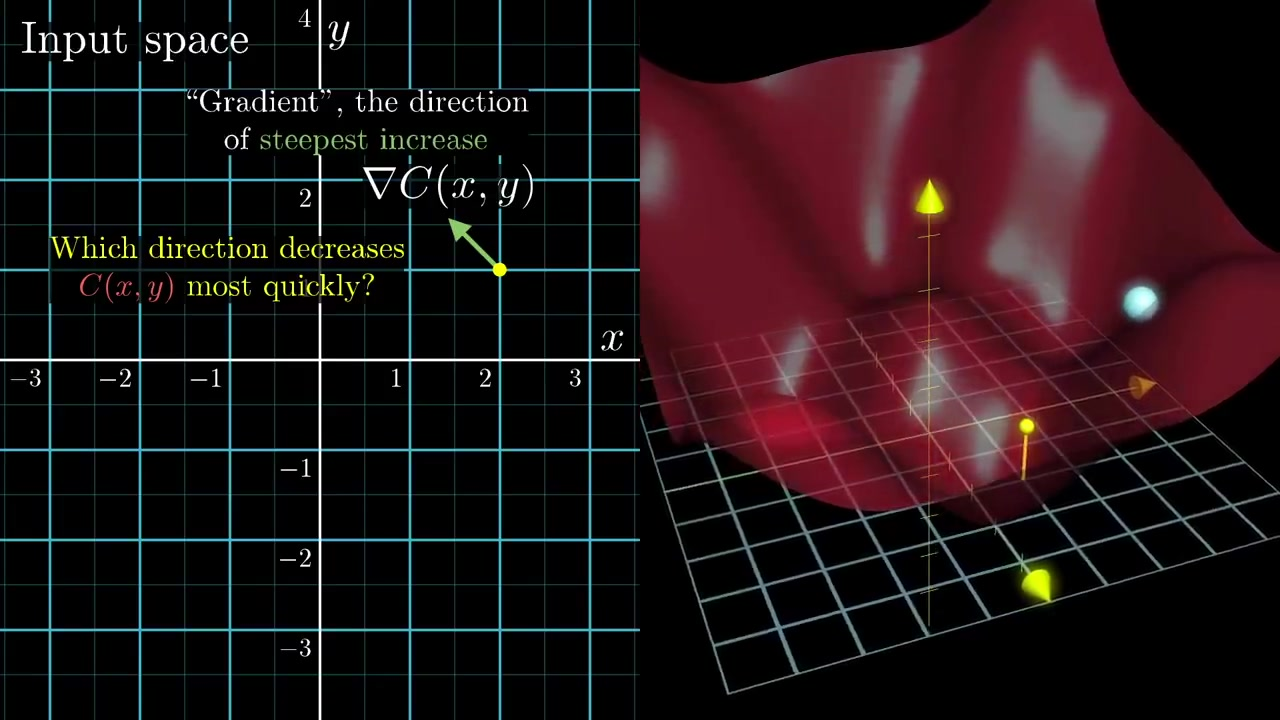 Input space
4
y
“Gradient”, the direction
of steepest increase
∇C(x, y)
2
Which direction decreases
C(x, y) most quickly?
x
−3 −2 −1 1 2 3
−1
−2
−3